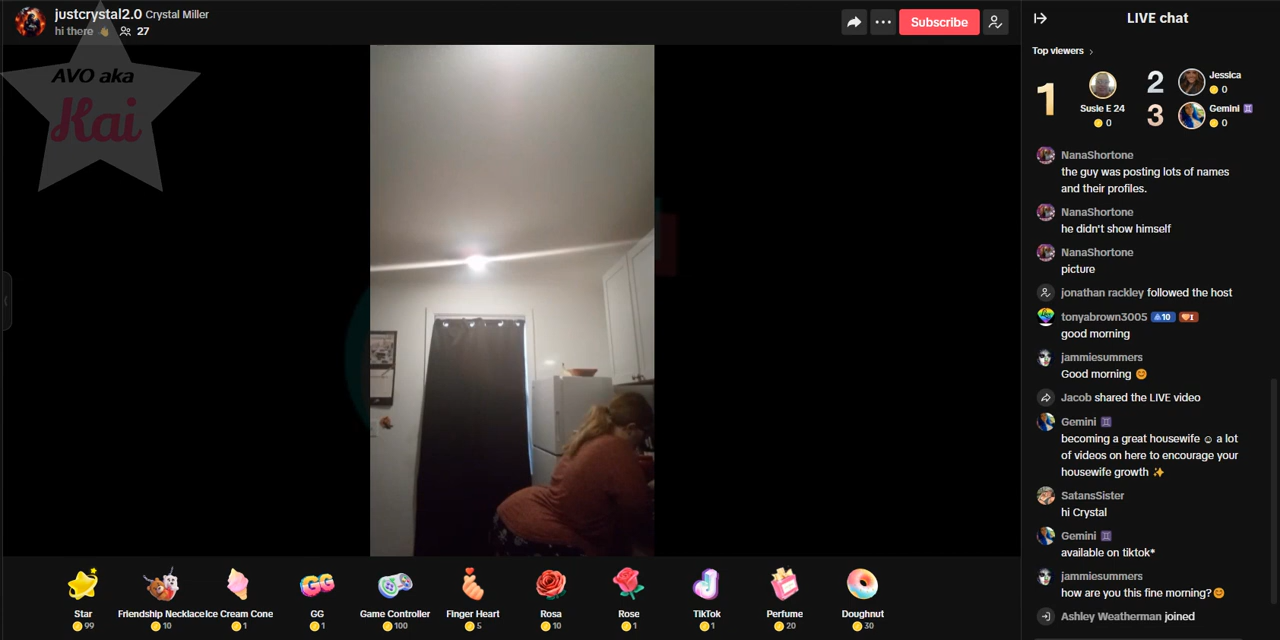 justcrystal2.0 Crystal Miller
hi there 👋 27
Subscribe
LIVE chat
AVO aka
Kai
Top viewers
1
Susie E 24
0
2
Jessica
0
3
Gemini ♊
0
NanaShortone
the guy was posting lots of names
and their profiles.
NanaShortone
he didn't show himself
NanaShortone
picture
jonathan rackley followed the host
tonyabrown3005 10 1
good morning
jammiesummers
Good morning 😊
Jacob shared the LIVE video
Gemini ♊
becoming a great housewife ☺ a lot
of videos on here to encourage your
housewife growth ✨
SatansSister
hi Crystal
Gemini ♊
available on tiktok*
jammiesummers
how are you this fine morning?😊
Ashley Weatherman joined
Star
99
Friendship Necklace
10
Ice Cream Cone
1
GG
GG
1
Game Controller
100
Finger Heart
5
Rosa
10
Rose
1
TikTok
1
Perfume
20
Doughnut
30